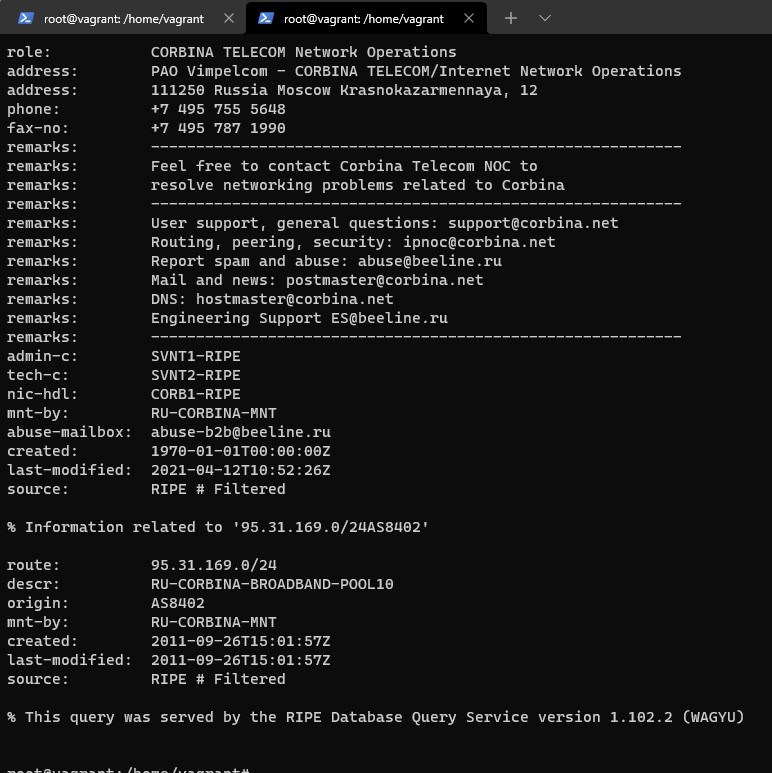 root@vagrant: /home/vagrant root@vagrant: /home/vagrant
role: CORBINA TELECOM Network Operations
address: PAO Vimpelcom - CORBINA TELECOM/Internet Network Operations
address: 111250 Russia Moscow Krasnokazarmennaya, 12
phone: +7 495 755 5648
fax-no: +7 495 787 1990
remarks: -----------------------------------------------------------
remarks: Feel free to contact Corbina Telecom NOC to
remarks: resolve networking problems related to Corbina
remarks: -----------------------------------------------------------
remarks: User support, general questions: support@corbina.net
remarks: Routing, peering, security: ipnoc@corbina.net
remarks: Report spam and abuse: abuse@beeline.ru
remarks: Mail and news: postmaster@corbina.net
remarks: DNS: hostmaster@corbina.net
remarks: Engineering Support ES@beeline.ru
remarks: -----------------------------------------------------------
admin-c: SVNT1-RIPE
tech-c: SVNT2-RIPE
nic-hdl: CORB1-RIPE
mnt-by: RU-CORBINA-MNT
abuse-mailbox: abuse-b2b@beeline.ru
created: 1970-01-01T00:00:00Z
last-modified: 2021-04-12T10:52:26Z
source: RIPE # Filtered
% Information related to '95.31.169.0/24AS8402'
route: 95.31.169.0/24
descr: RU-CORBINA-BROADBAND-POOL10
origin: AS8402
mnt-by: RU-CORBINA-MNT
created: 2011-09-26T15:01:57Z
last-modified: 2011-09-26T15:01:57Z
source: RIPE # Filtered
% This query was served by the RIPE Database Query Service version 1.102.2 (WAGYU)
root@vagrant:/home/vagrant#